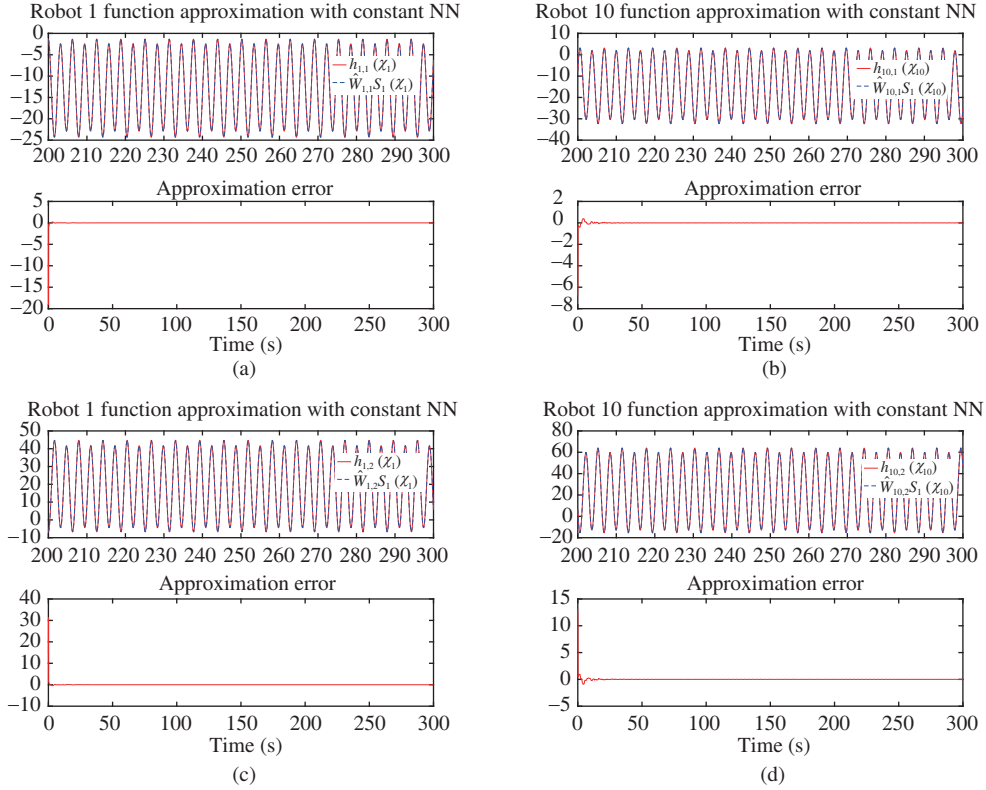 Robot 1 function approximation with constant NN
0
−5
−10
−15
−20
−25
h1,1 (χ1)
Ŵ1,1S1 (χ1)
200 210 220 230 240 250 260 270 280 290 300
Approximation error
5
0
−5
−10
−15
−20
0 50 100 150 200 250 300
Time (s)
(a)
Robot 10 function approximation with constant NN
10
0
−10
−20
−30
−40
h10,1 (χ10)
Ŵ10,1S1 (χ10)
200 210 220 230 240 250 260 270 280 290 300
Approximation error
2
0
−2
−4
−6
−8
0 50 100 150 200 250 300
Time (s)
(b)
Robot 1 function approximation with constant NN
50
40
30
20
10
0
−10
h1,2 (χ1)
Ŵ1,2S1 (χ1)
200 210 220 230 240 250 260 270 280 290 300
Approximation error
40
30
20
10
0
−10
0 50 100 150 200 250 300
Time (s)
(c)
Robot 10 function approximation with constant NN
80
60
40
20
0
−20
h10,2 (χ10)
Ŵ10,2S1 (χ10)
200 210 220 230 240 250 260 270 280 290 300
Approximation error
15
10
5
0
−5
0 50 100 150 200 250 300
Time (s)
(d)